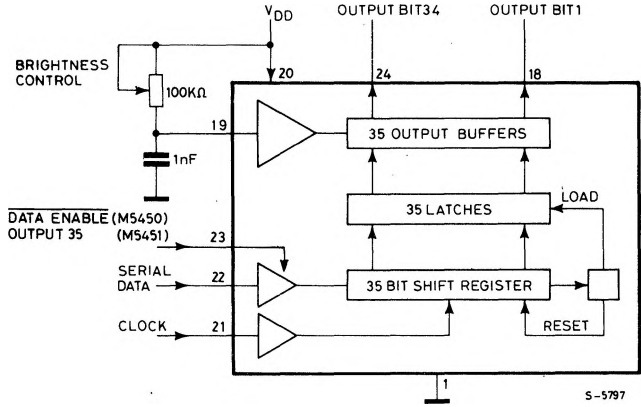 VDD
OUTPUT BIT34
OUTPUT BIT1
BRIGHTNESS
CONTROL
100KΩ
20
24
18
19
35 OUTPUT BUFFERS
1nF
LOAD
35 LATCHES
DATA ENABLE (M5450)
OUTPUT 35 (M5451)
23
SERIAL
DATA
22
35 BIT SHIFT REGISTER
CLOCK
21
RESET
1
S-5797